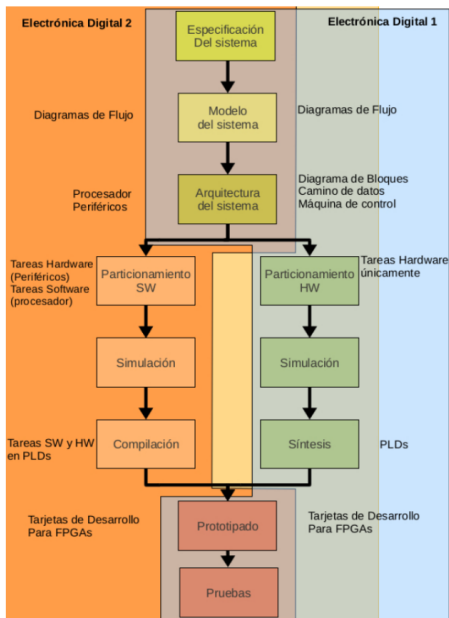 Electrónica Digital 2
Electrónica Digital 1
Especificación
Del sistema
Diagramas de Flujo
Modelo
del sistema
Diagramas de Flujo
Procesador
Periféricos
Arquitectura
del sistema
Diagrama de Bloques
Camino de datos
Máquina de control
Tareas Hardware
(Periféricos)
Tareas Software
(procesador)
Particionamiento
SW
Particionamiento
HW
Tareas Hardware
únicamente
Simulación
Simulación
Tareas SW y HW
en PLDs
Compilación
Síntesis
PLDs
Tarjetas de Desarrollo
Para FPGAs
Prototipado
Tarjetas de Desarrollo
Para FPGAs
Pruebas